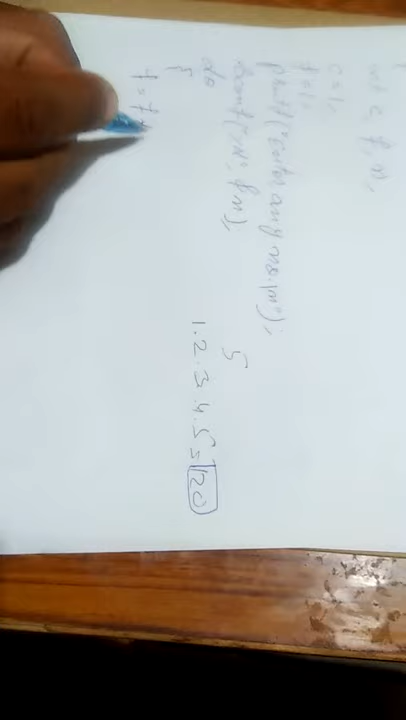 int c, f, n;
c=1;
f=1;
printf("enter any no.\n");
scanf("
do
{
f = f *
5
1.2.3.4.5=120